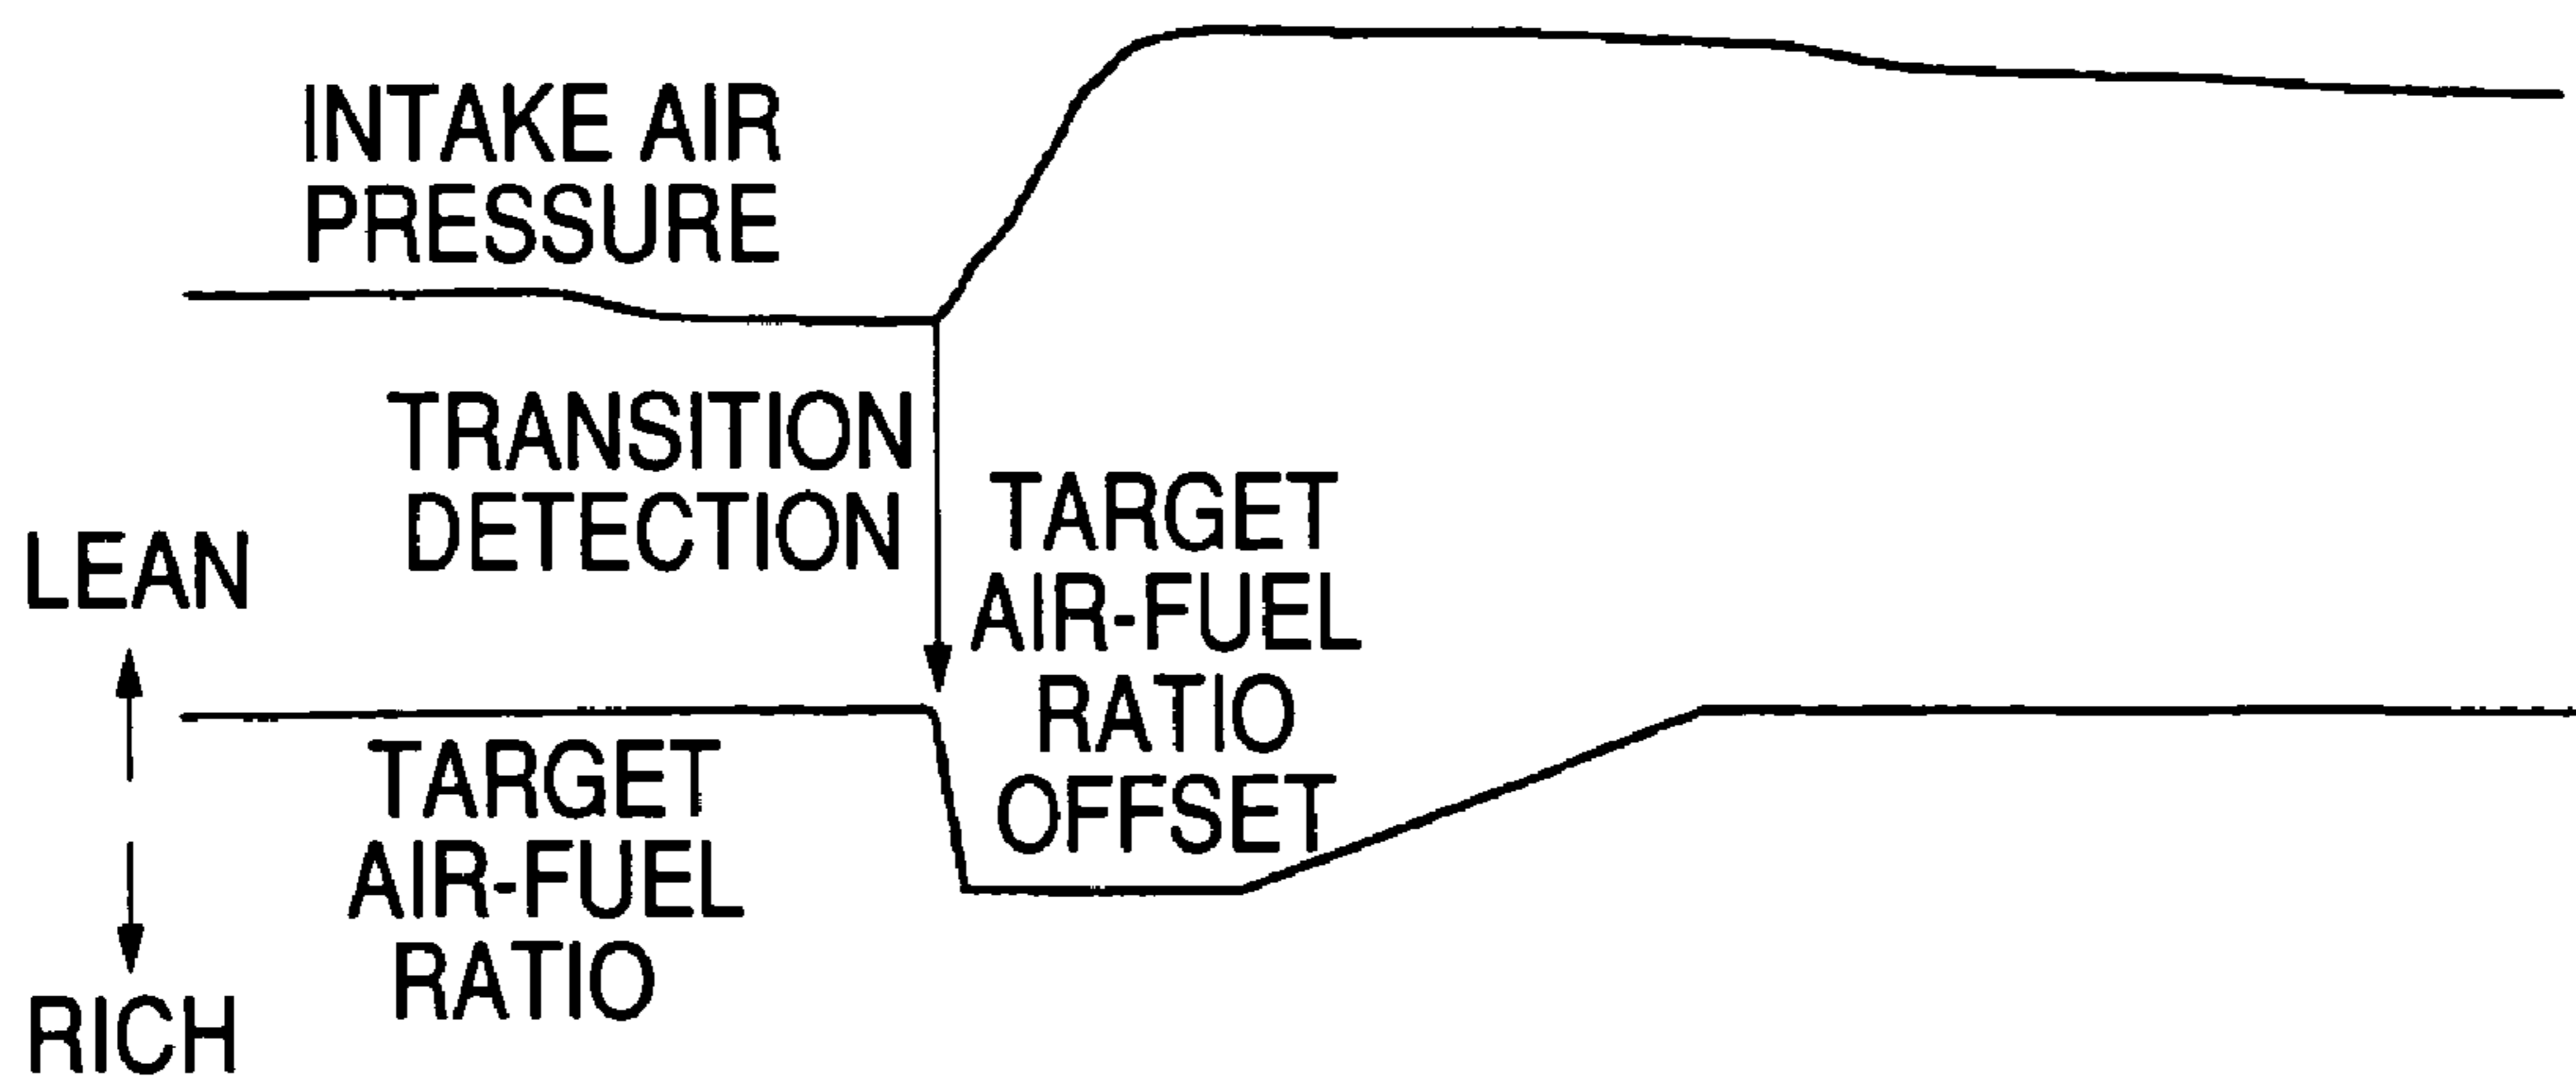 INTAKE AIR
PRESSURE
TRANSITION
DETECTION
TARGET
AIR-FUEL
RATIO
OFFSET
LEAN
TARGET
AIR-FUEL
RATIO
RICH